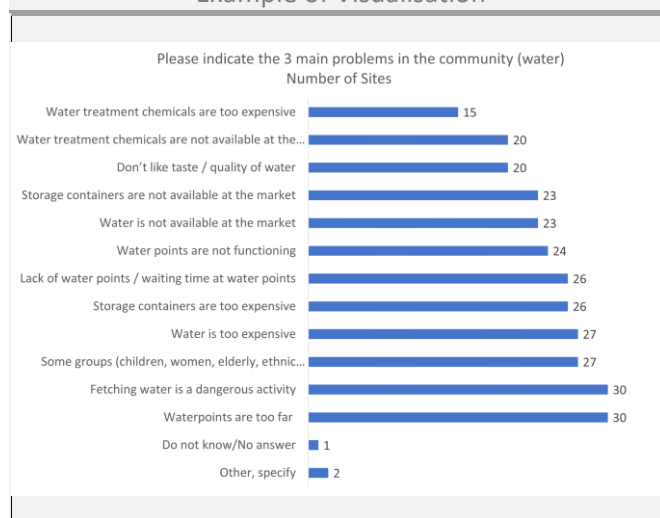 Example of Visualisation
Please indicate the 3 main problems in the community (water)
Number of Sites
Water treatment chemicals are too expensive 15
Water treatment chemicals are not available at the... 20
Don't like taste / quality of water 20
Storage containers are not available at the market 23
Water is not available at the market 23
Water points are not functioning 24
Lack of water points / waiting time at water points 26
Storage containers are too expensive 26
Water is too expensive 27
Some groups (children, women, elderly, ethnic... 27
Fetching water is a dangerous activity 30
Waterpoints are too far 30
Do not know/No answer 1
Other, specify 2